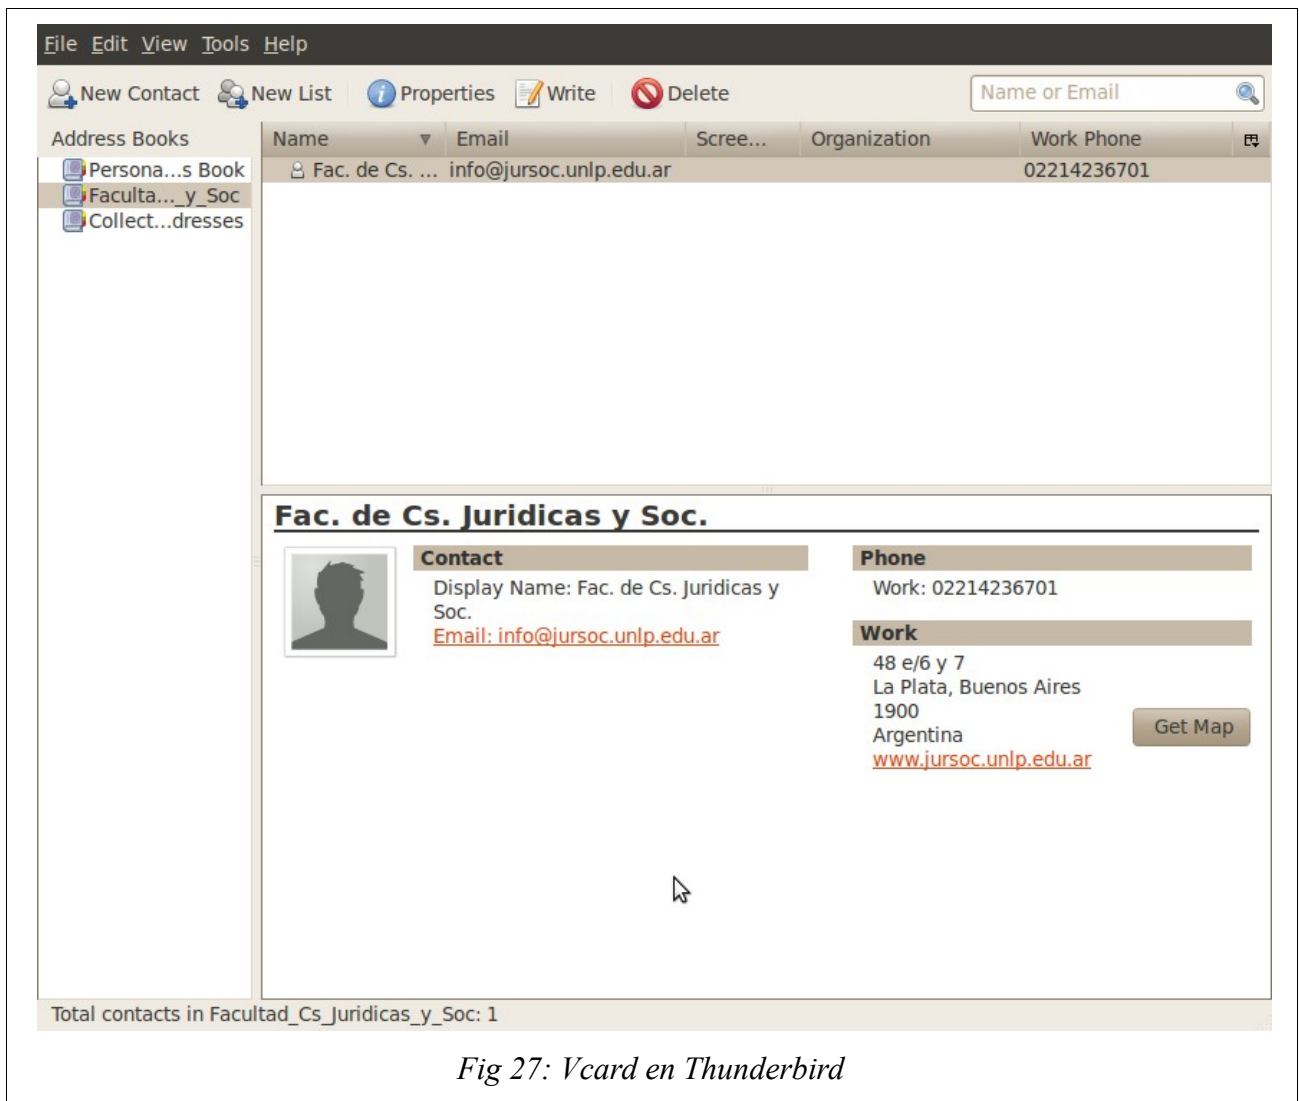 File Edit View Tools Help
New Contact New List Properties Write Delete Name or Email
Address Books Name Email Scree... Organization Work Phone
Persona...s Book Fac. de Cs. ... info@jursoc.unlp.edu.ar 02214236701
Faculta..._y_Soc
Collect...dresses
Fac. de Cs. Juridicas y Soc.
Contact
Display Name: Fac. de Cs. Juridicas y
Soc.
Email: info@jursoc.unlp.edu.ar
Phone
Work: 02214236701
Work
48 e/6 y 7
La Plata, Buenos Aires
1900
Argentina
www.jursoc.unlp.edu.ar
Get Map
Total contacts in Facultad_Cs_Juridicas_y_Soc: 1
Fig 27: Vcard en Thunderbird